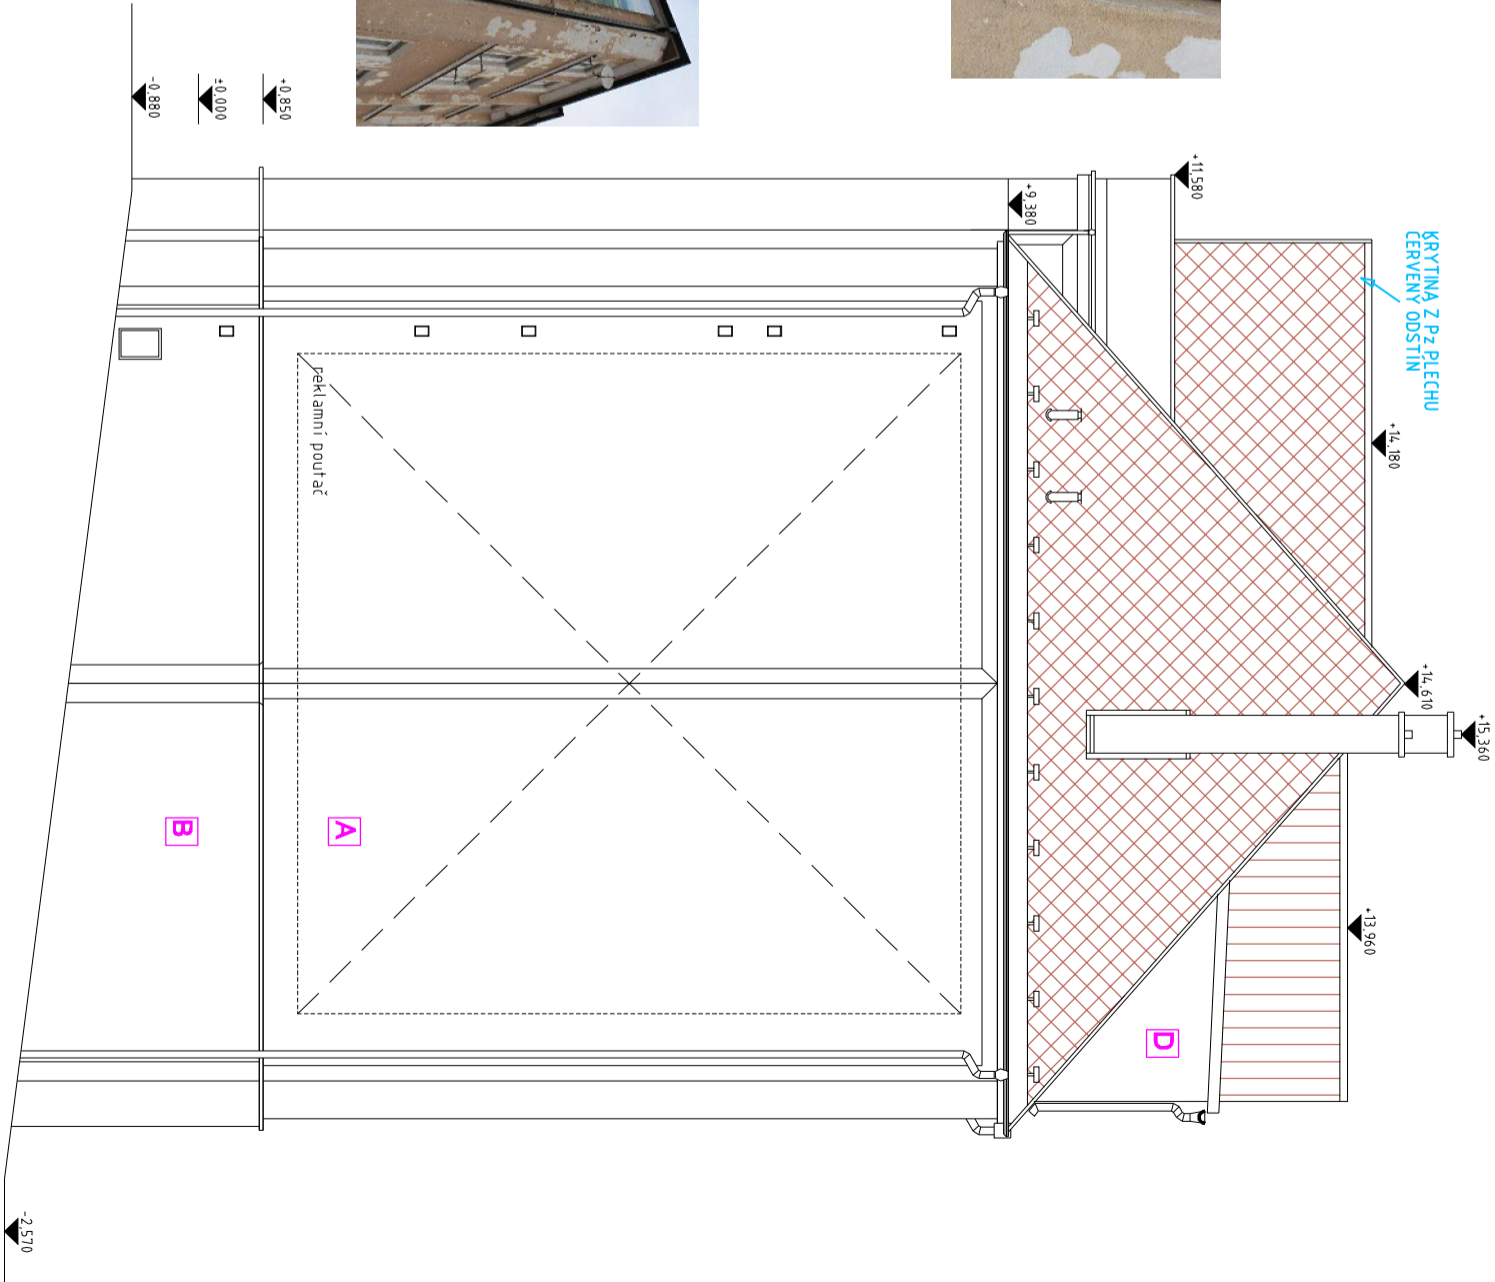 +15,360
+14,610
KRYTINA Z Pz PLECHU
ČERVENÝ ODSTÍN
+14,180
+13,960
+11,580
D
+9,380
reklamní poutač
A
+0,850
±0,000
B
-0,880
-2,570